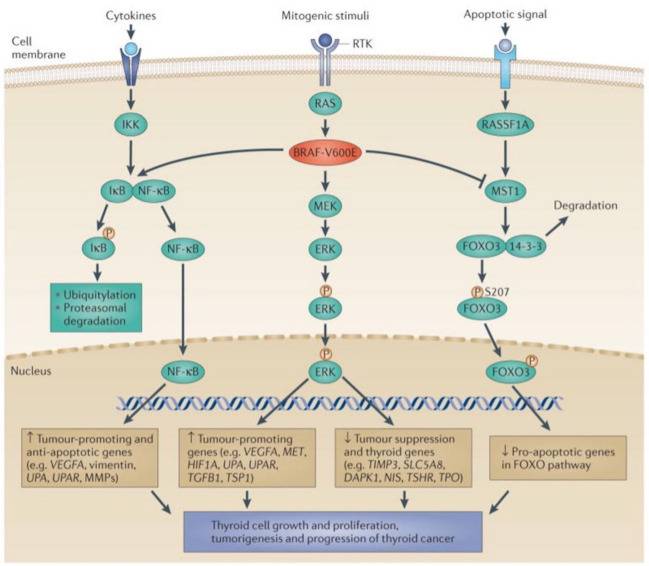 Cytokines
Mitogenic stimuli
Apoptotic signal
Cell
membrane
RTK
RAS
IKK
RASSF1A
BRAF-V600E
IκB
NF-κB
MEK
MST1
Degradation
P
IκB
NF-κB
ERK
FOXO3
14-3-3
• Ubiquitylation
• Proteasomal
degradation
P
ERK
P S207
FOXO3
Nucleus
NF-κB
P
ERK
P
FOXO3
↑ Tumour-promoting and
anti-apoptotic genes
(e.g. VEGFA, vimentin,
UPA, UPAR, MMPs)
↑ Tumour-promoting
genes (e.g. VEGFA, MET,
HIF1A, UPA, UPAR,
TGFB1, TSP1)
↓ Tumour suppression
and thyroid genes
(e.g. TIMP3, SLC5A8,
DAPK1, NIS, TSHR, TPO)
↓ Pro-apoptotic genes
in FOXO pathway
Thyroid cell growth and proliferation,
tumorigenesis and progression of thyroid cancer